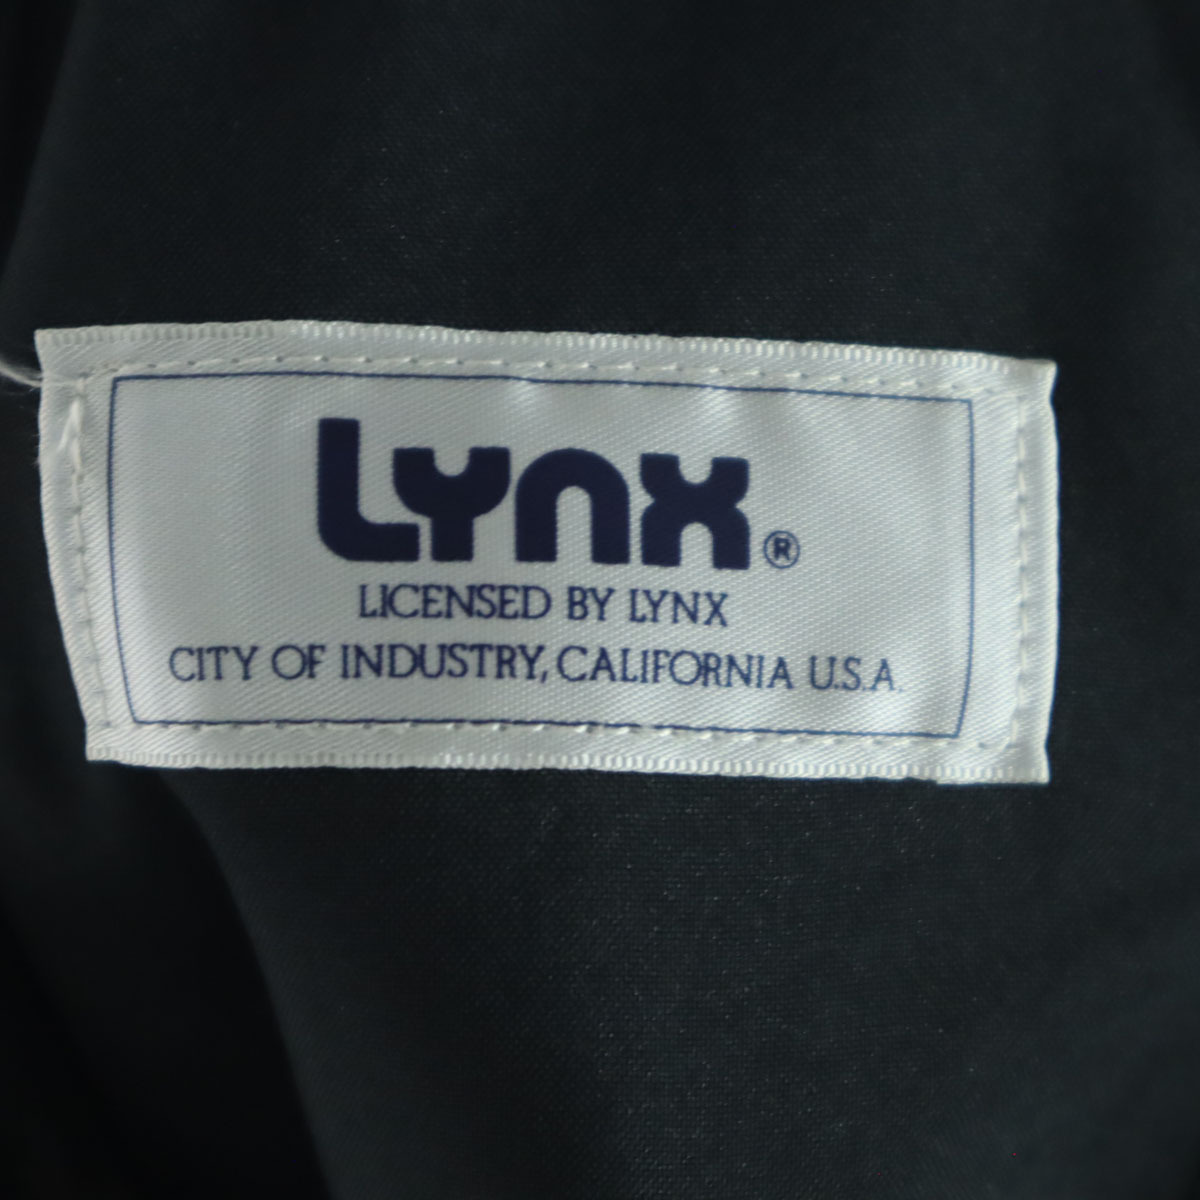 LYNX®
LICENSED BY LYNX
CITY OF INDUSTRY, CALIFORNIA U.S.A.